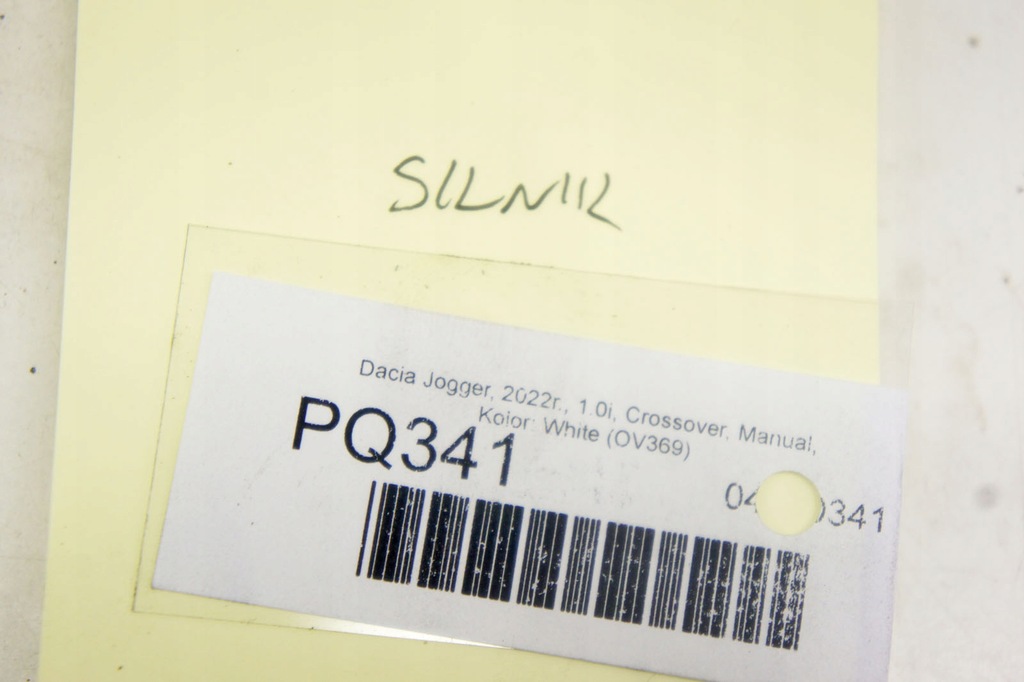 SILNIK
Dacia Jogger, 2022r., 1.0i, Crossover, Manual,
Kolor: White (OV369)
PQ341